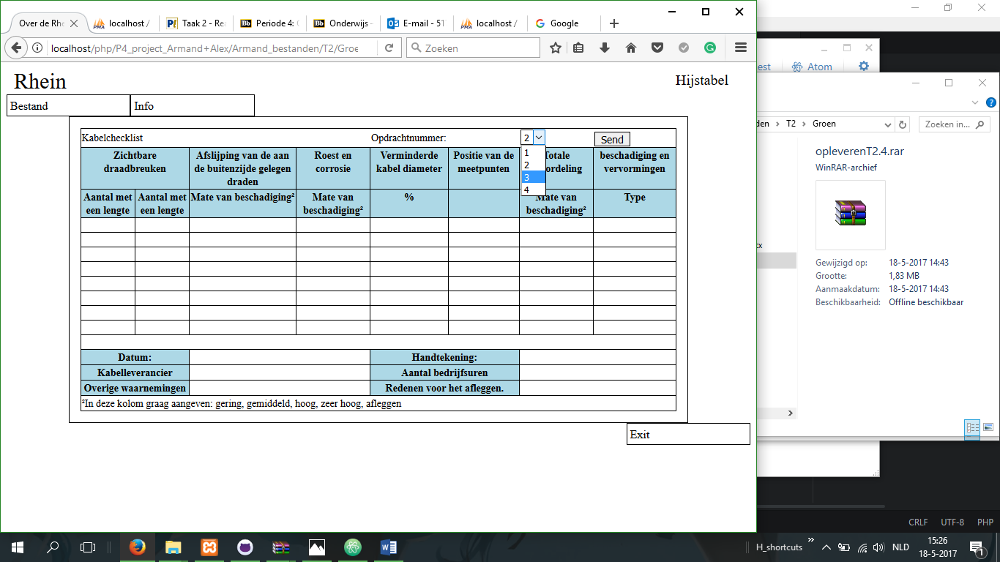 Over de Rhe
localhost /
Taak 2 - Re
Periode 4: (
Onderwijs -
E-mail - 51
localhost /
Google
localhost/php/P4_project_Armand+Alex/Armand_bestanden/T2/Groe
Zoeken
Rhein
Hijstabel
Bestand
Info
Kabelchecklist
Opdrachtnummer:
2
Send
1
2
3
4
Zichtbare draadbreuken
Afslijping van de aan de buitenzijde gelegen draden
Roest en corrosie
Verminderde kabel diameter
Positie van de meetpunten
Totale
ordeling
beschadiging en vervormingen
Aantal met een lengte
Aantal met een lengte
Mate van beschadiging²
Mate van beschadiging²
%
Mate van beschadiging²
Type
Datum:
Handtekening:
Kabelleverancier
Aantal bedrijfsuren
Overige waarnemingen
Redenen voor het afleggen.
²In deze kolom graag aangeven: gering, gemiddeld, hoog, zeer hoog, afleggen
Exit
est
Atom
den > T2 > Groen
Zoeken in...
opleverenT2.4.rar
WinRAR-archief
Gewijzigd op: 18-5-2017 14:43
Grootte: 1,83 MB
Aanmaakdatum: 18-5-2017 14:43
Beschikbaarheid: Offline beschikbaar
cx
CRLF UTF-8 PHP
H_shortcuts
NLD
15:26
18-5-2017
1